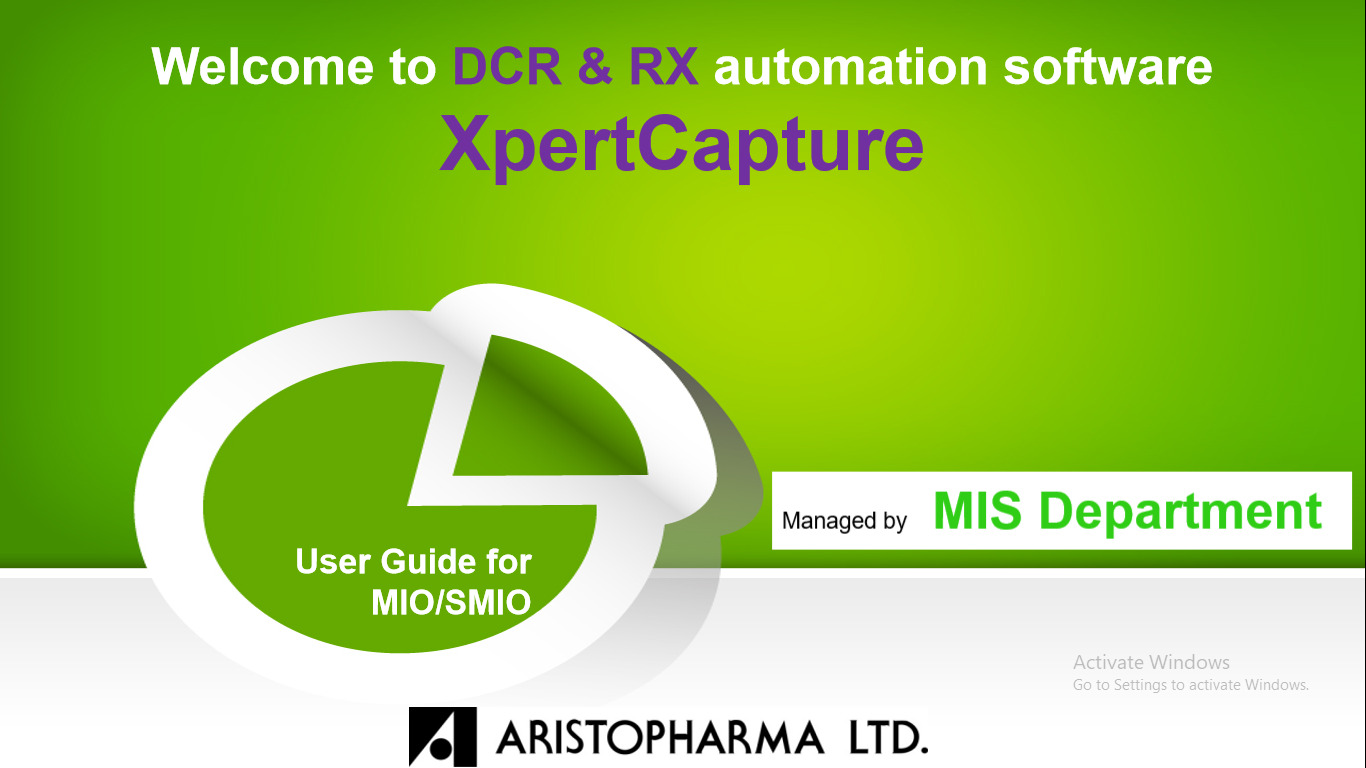 Welcome to DCR & RX automation software
XpertCapture
Managed by MIS Department
User Guide for
MIO/SMIO
Activate Windows
Go to Settings to activate Windows.
ARISTOPHARMA LTD.